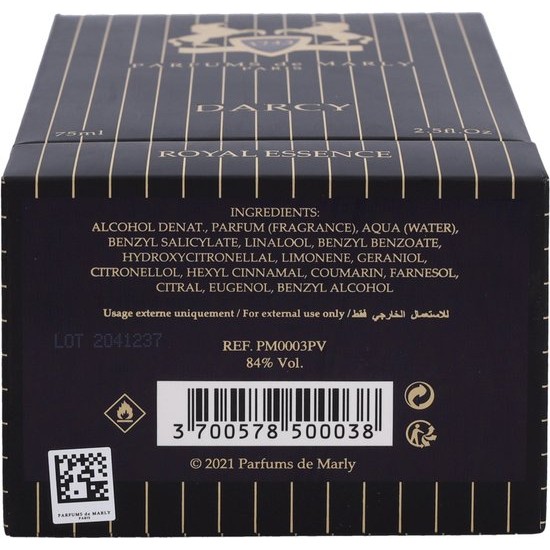 1743
PARFUMS de MARLY
PARIS
DARCY
75ml 2.5fl.Oz
ROYAL ESSENCE
INGREDIENTS:
ALCOHOL DENAT., PARFUM (FRAGRANCE), AQUA (WATER),
BENZYL SALICYLATE, LINALOOL, BENZYL BENZOATE,
HYDROXYCITRONELLAL, LIMONENE, GERANIOL,
CITRONELLOL, HEXYL CINNAMAL, COUMARIN, FARNESOL,
CITRAL, EUGENOL, BENZYL ALCOHOL
Usage externe uniquement / For external use only / للاستعمال الخارجي فقط
LOT 2041237
REF. PM0003PV
84% Vol.
3 700578 500038
© 2021 Parfums de Marly
PARFUMS de MARLY
PARIS